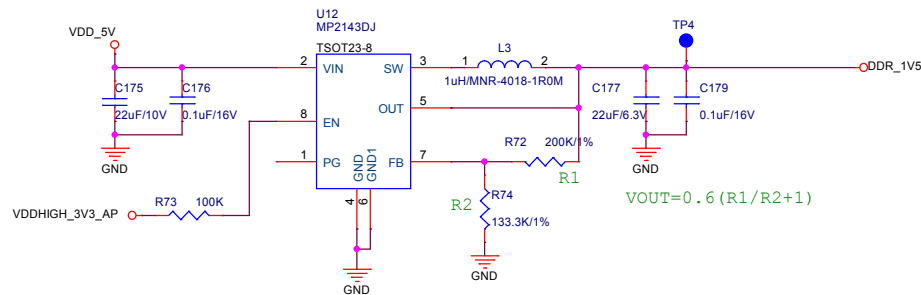 U12
MP2143DJ
TSOT23-8
VDD_5V
TP4
L3
2
VIN
SW
3
1
2
DDR_1V5
1uH/MNR-4018-1R0M
C175
C176
C177
C179
22uF/10V
0.1uF/16V
OUT
5
22uF/6.3V
0.1uF/16V
8
EN
GND
R72
200K/1%
GND
1
PG
GND
GND1
FB
7
R1
R73
100K
R2
R74
VOUT=0.6(R1/R2+1)
VDDHIGH_3V3_AP
4
6
133.3K/1%
GND
GND